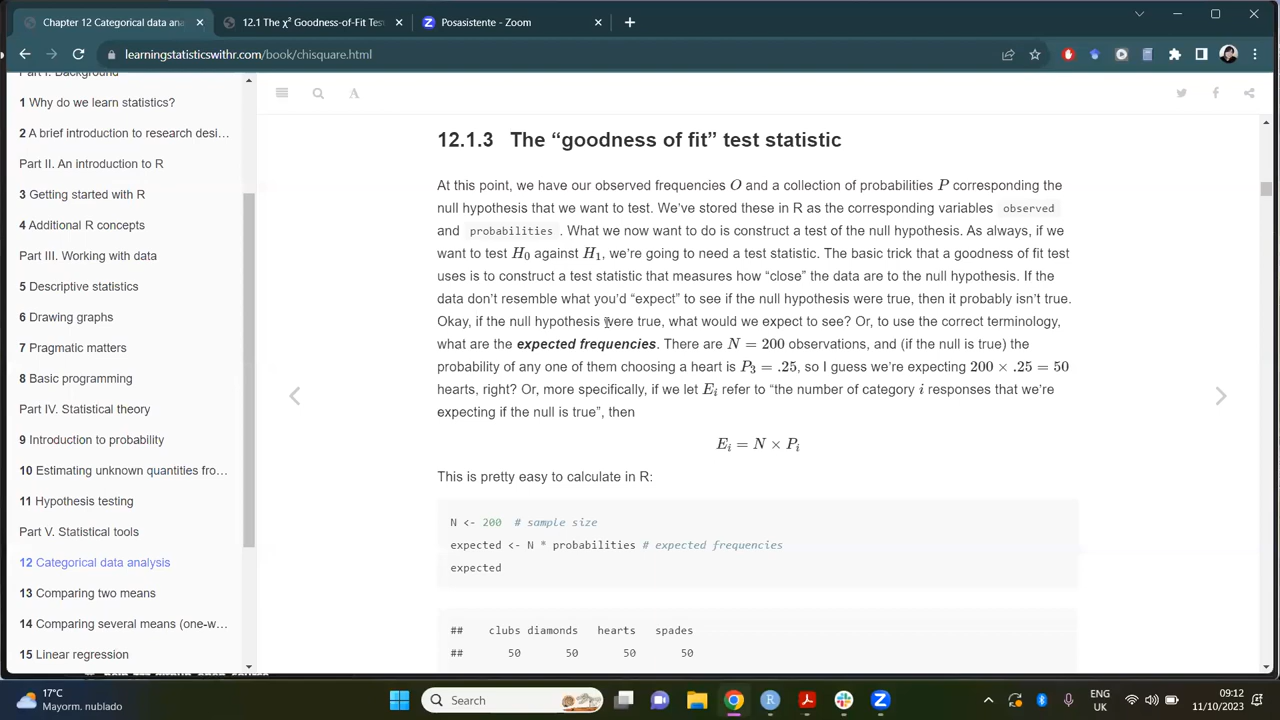 Chapter 12 Categorical data an
12.1 The χ² Goodness-of-Fit Tes
Posasistente - Zoom
learningstatisticswithr.com/book/chisquare.html
Part I. Background
1 Why do we learn statistics?
2 A brief introduction to research desi...
Part II. An introduction to R
3 Getting started with R
4 Additional R concepts
Part III. Working with data
5 Descriptive statistics
6 Drawing graphs
7 Pragmatic matters
8 Basic programming
Part IV. Statistical theory
9 Introduction to probability
10 Estimating unknown quantities fro...
11 Hypothesis testing
Part V. Statistical tools
12 Categorical data analysis
13 Comparing two means
14 Comparing several means (one-w...
15 Linear regression
A
12.1.3 The “goodness of fit” test statistic
At this point, we have our observed frequencies O and a collection of probabilities P corresponding the
null hypothesis that we want to test. We’ve stored these in R as the corresponding variables observed
and probabilities . What we now want to do is construct a test of the null hypothesis. As always, if we
want to test H₀ against H₁, we’re going to need a test statistic. The basic trick that a goodness of fit test
uses is to construct a test statistic that measures how “close” the data are to the null hypothesis. If the
data don’t resemble what you’d “expect” to see if the null hypothesis were true, then it probably isn’t true.
Okay, if the null hypothesis were true, what would we expect to see? Or, to use the correct terminology,
what are the expected frequencies. There are N = 200 observations, and (if the null is true) the
probability of any one of them choosing a heart is P₃ = .25, so I guess we’re expecting 200 × .25 = 50
hearts, right? Or, more specifically, if we let Eᵢ refer to “the number of category i responses that we’re
expecting if the null is true”, then
Eᵢ = N × Pᵢ
This is pretty easy to calculate in R:
N <- 200 # sample size
expected <- N * probabilities # expected frequencies
expected
## clubs diamonds hearts spades
## 50 50 50 50
17°C
Mayorm. nublado
Search
ENG
UK
09:12
11/10/2023